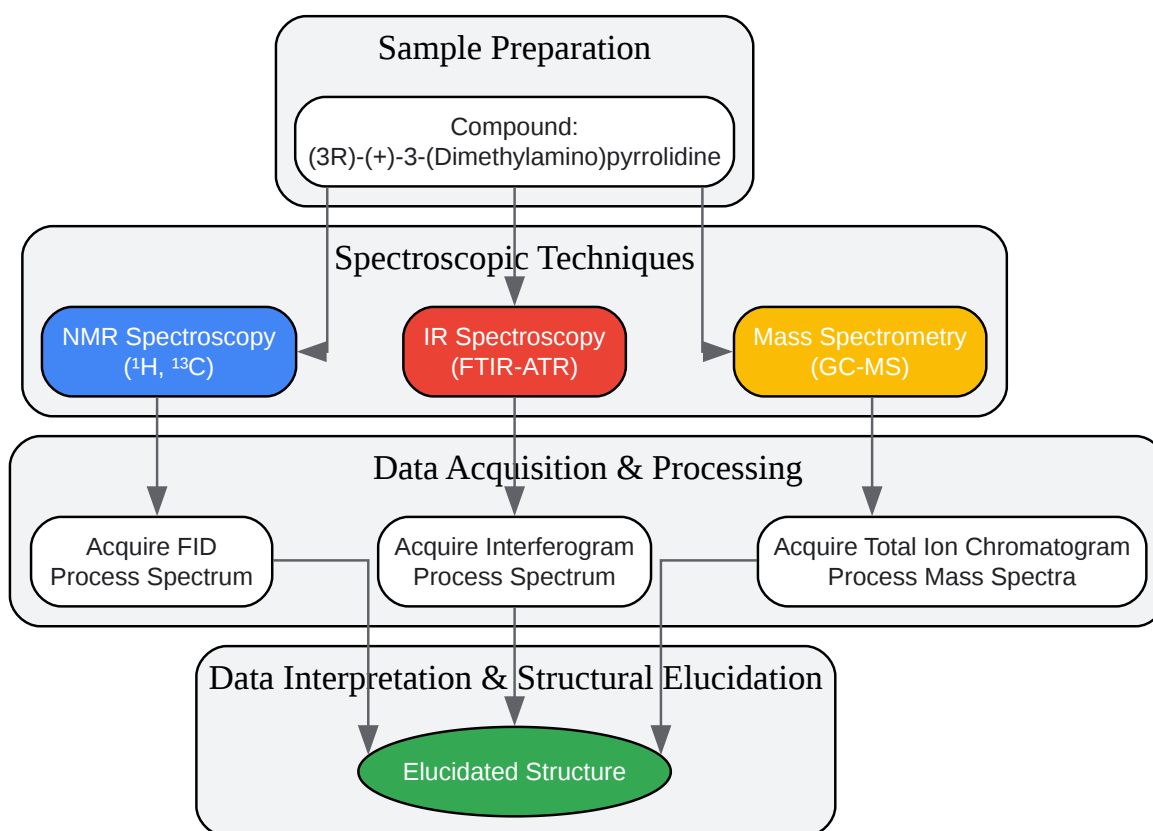 Sample Preparation
Compound:
(3R)-(+)-3-(Dimethylamino)pyrrolidine
Spectroscopic Techniques
NMR Spectroscopy
(¹H, ¹³C)
IR Spectroscopy
(FTIR-ATR)
Mass Spectrometry
(GC-MS)
Data Acquisition & Processing
Acquire FID
Process Spectrum
Acquire Interferogram
Process Spectrum
Acquire Total Ion Chromatogram
Process Mass Spectra
Data Interpretation & Structural Elucidation
Elucidated Structure